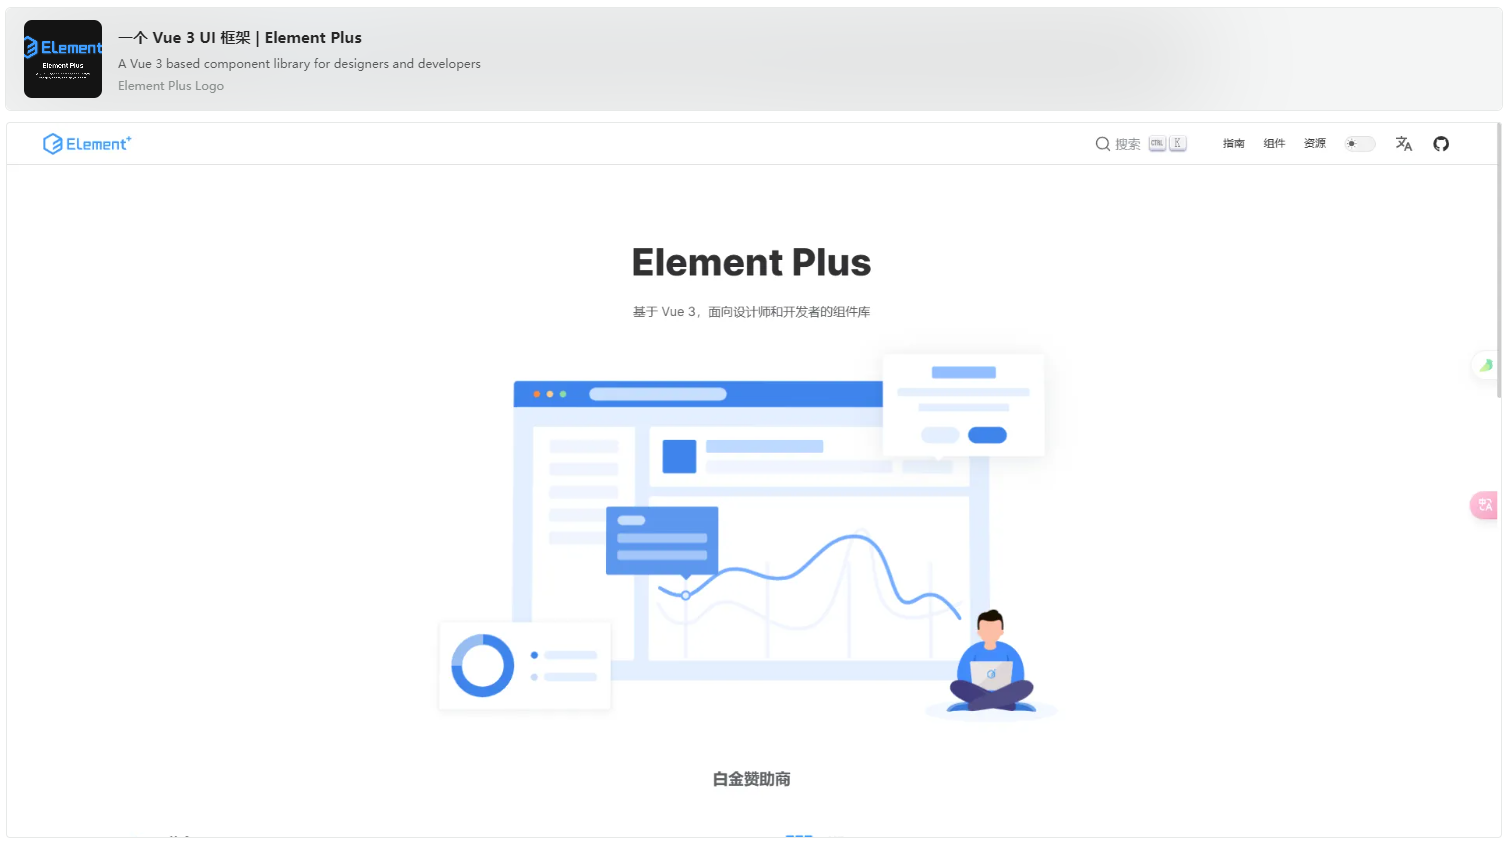 ELement
Element Plus
一个 Vue 3 UI 框架 | Element Plus
A Vue 3 based component library for designers and developers
Element Plus Logo
ELement+
搜索 CTRL K
指南 组件 资源
Element Plus
基于 Vue 3，面向设计师和开发者的组件库
白金赞助商